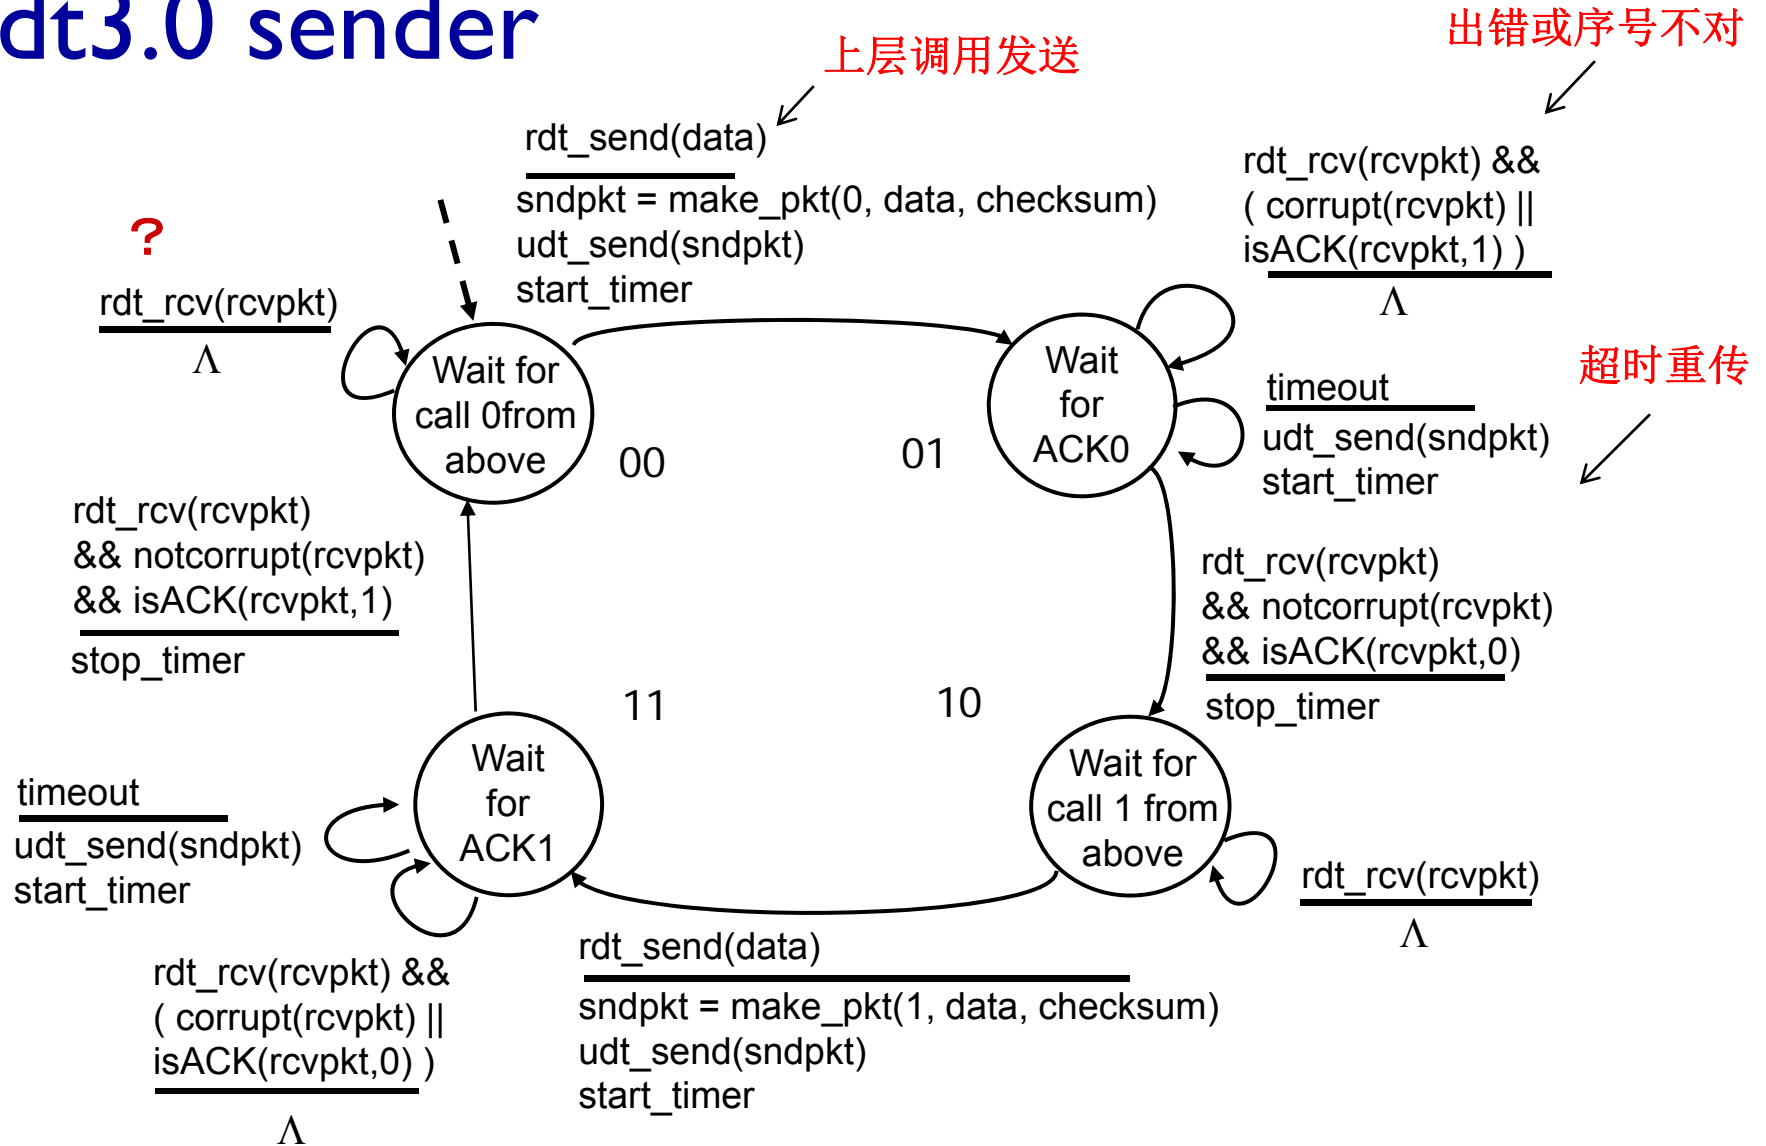 dt3.0 sender
上层调用发送
出错或序号不对
rdt_send(data)
sndpkt = make_pkt(0, data, checksum)
udt_send(sndpkt)
start_timer
rdt_rcv(rcvpkt) &&
( corrupt(rcvpkt) ||
isACK(rcvpkt,1) )
Λ
?
rdt_rcv(rcvpkt)
Λ
Wait for
call 0from
above
00
01
Wait
for
ACK0
超时重传
timeout
udt_send(sndpkt)
start_timer
rdt_rcv(rcvpkt)
&& notcorrupt(rcvpkt)
&& isACK(rcvpkt,1)
stop_timer
rdt_rcv(rcvpkt)
&& notcorrupt(rcvpkt)
&& isACK(rcvpkt,0)
stop_timer
11
10
Wait
for
ACK1
Wait for
call 1 from
above
timeout
udt_send(sndpkt)
start_timer
rdt_rcv(rcvpkt)
Λ
rdt_rcv(rcvpkt) &&
( corrupt(rcvpkt) ||
isACK(rcvpkt,0) )
Λ
rdt_send(data)
sndpkt = make_pkt(1, data, checksum)
udt_send(sndpkt)
start_timer